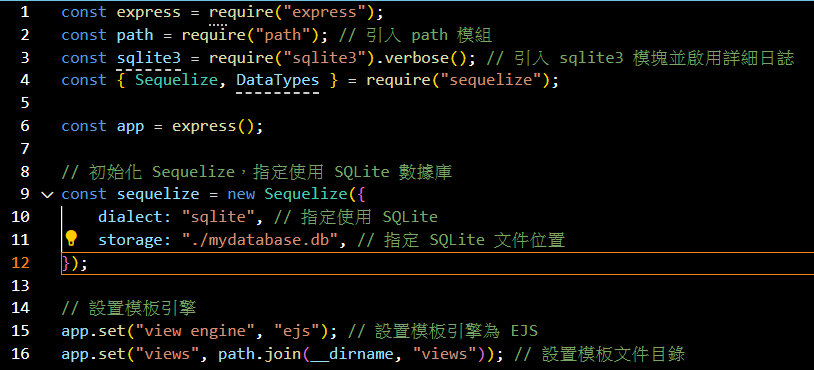 1 const express = require("express");
2 const path = require("path"); // 引入 path 模組
3 const sqlite3 = require("sqlite3").verbose(); // 引入 sqlite3 模塊並啟用詳細日誌
4 const { Sequelize, DataTypes } = require("sequelize");
5
6 const app = express();
7
8 // 初始化 Sequelize，指定使用 SQLite 數據庫
9 const sequelize = new Sequelize({
10 dialect: "sqlite", // 指定使用 SQLite
11 storage: "./mydatabase.db", // 指定 SQLite 文件位置
12 });
13
14 // 設置模板引擎
15 app.set("view engine", "ejs"); // 設置模板引擎為 EJS
16 app.set("views", path.join(__dirname, "views")); // 設置模板文件目錄